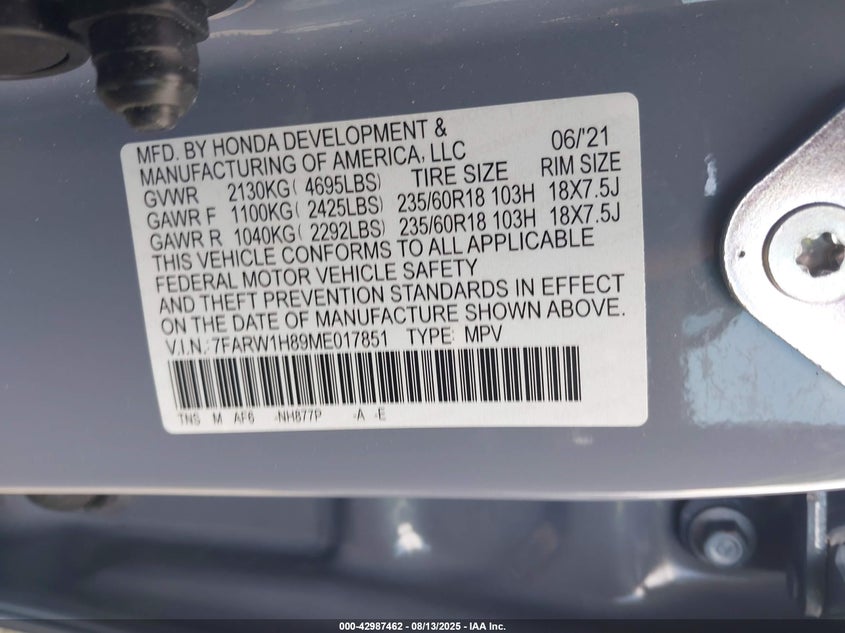 MFD. BY HONDA DEVELOPMENT &
MANUFACTURING OF AMERICA, LLC 06/'21
GVWR 2130KG( 4695LBS) TIRE SIZE RIM SIZE
GAWR F 1100KG( 2425LBS) 235/60R18 103H 18X7.5J
GAWR R 1040KG( 2292LBS) 235/60R18 103H 18X7.5J
THIS VEHICLE CONFORMS TO ALL APPLICABLE
FEDERAL MOTOR VEHICLE SAFETY
AND THEFT PREVENTION STANDARDS IN EFFECT
ON THE DATE OF MANUFACTURE SHOWN ABOVE.
V.I.N.: 7FARW1H89ME017851 TYPE: MPV
TNS M AF6 -NH877P -A -E
000-42987462 - 08/13/2025 - IAA Inc.